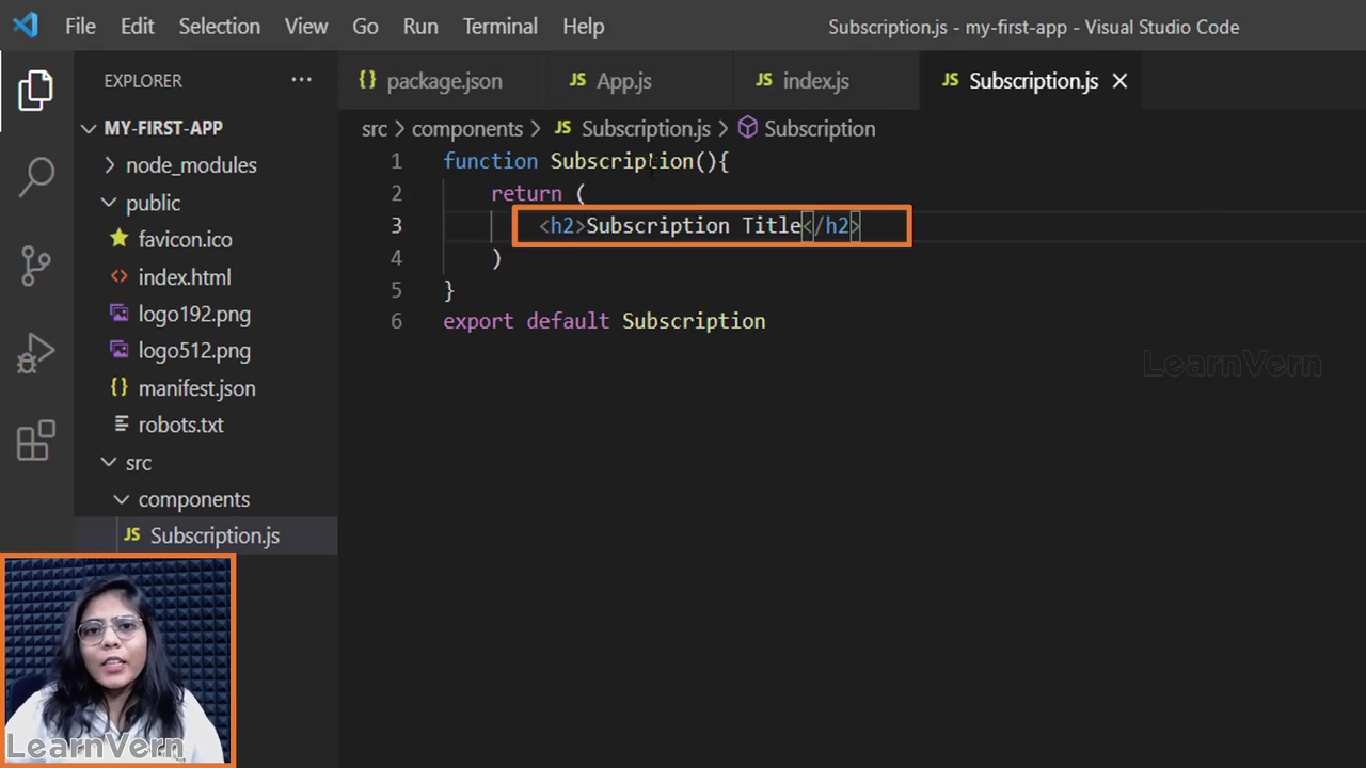 File Edit Selection View Go Run Terminal Help
Subscription.js - my-first-app - Visual Studio Code
EXPLORER ...
package.json
JS App.js
JS index.js
JS Subscription.js
MY-FIRST-APP
node_modules
public
favicon.ico
index.html
logo192.png
logo512.png
manifest.json
robots.txt
src
components
JS Subscription.js
src > components > JS Subscription.js > Subscription
1 function Subscription(){
2 return (
3 <h2>Subscription Title</h2>
4 )
5 }
6 export default Subscription
LearnVern
LearnVern